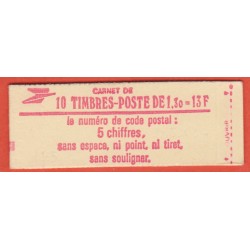 CARNET DE
10 TIMBRES-POSTE DE 1,30 = 13 F
le numéro de code postal:
5 chiffres,
sans espace, ni point, ni tiret,
sans souligner.